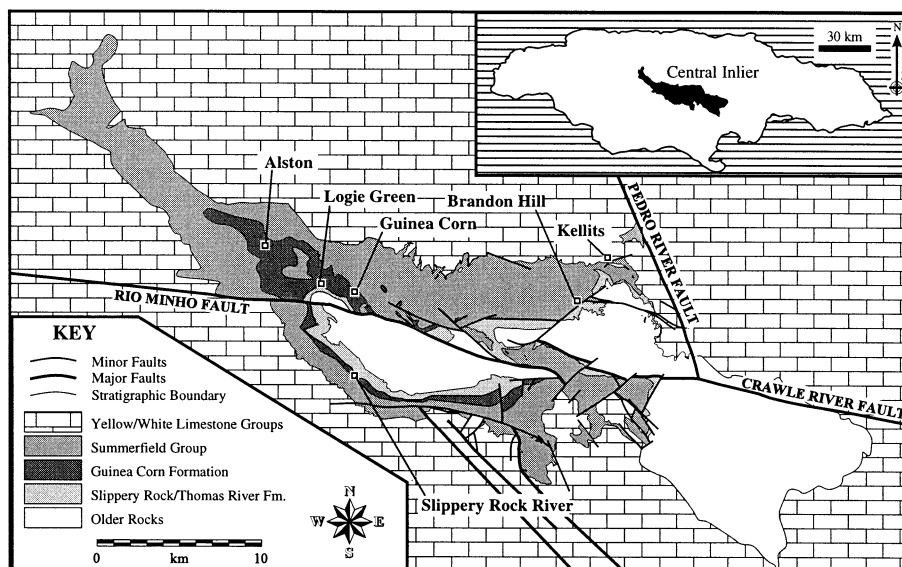 30 km
N
Central Inlier
Alston
Logie Green
Guinea Corn
Brandon Hill
Kellits
PEDRO RIVER FAULT
RIO MINHO FAULT
CRAWLE RIVER FAULT
Slippery Rock River
KEY
Minor Faults
Major Faults
Stratigraphic Boundary
Yellow/White Limestone Groups
Summerfield Group
Guinea Corn Formation
Slippery Rock/Thomas River Fm.
Older Rocks
0 km 10
N
W E
S